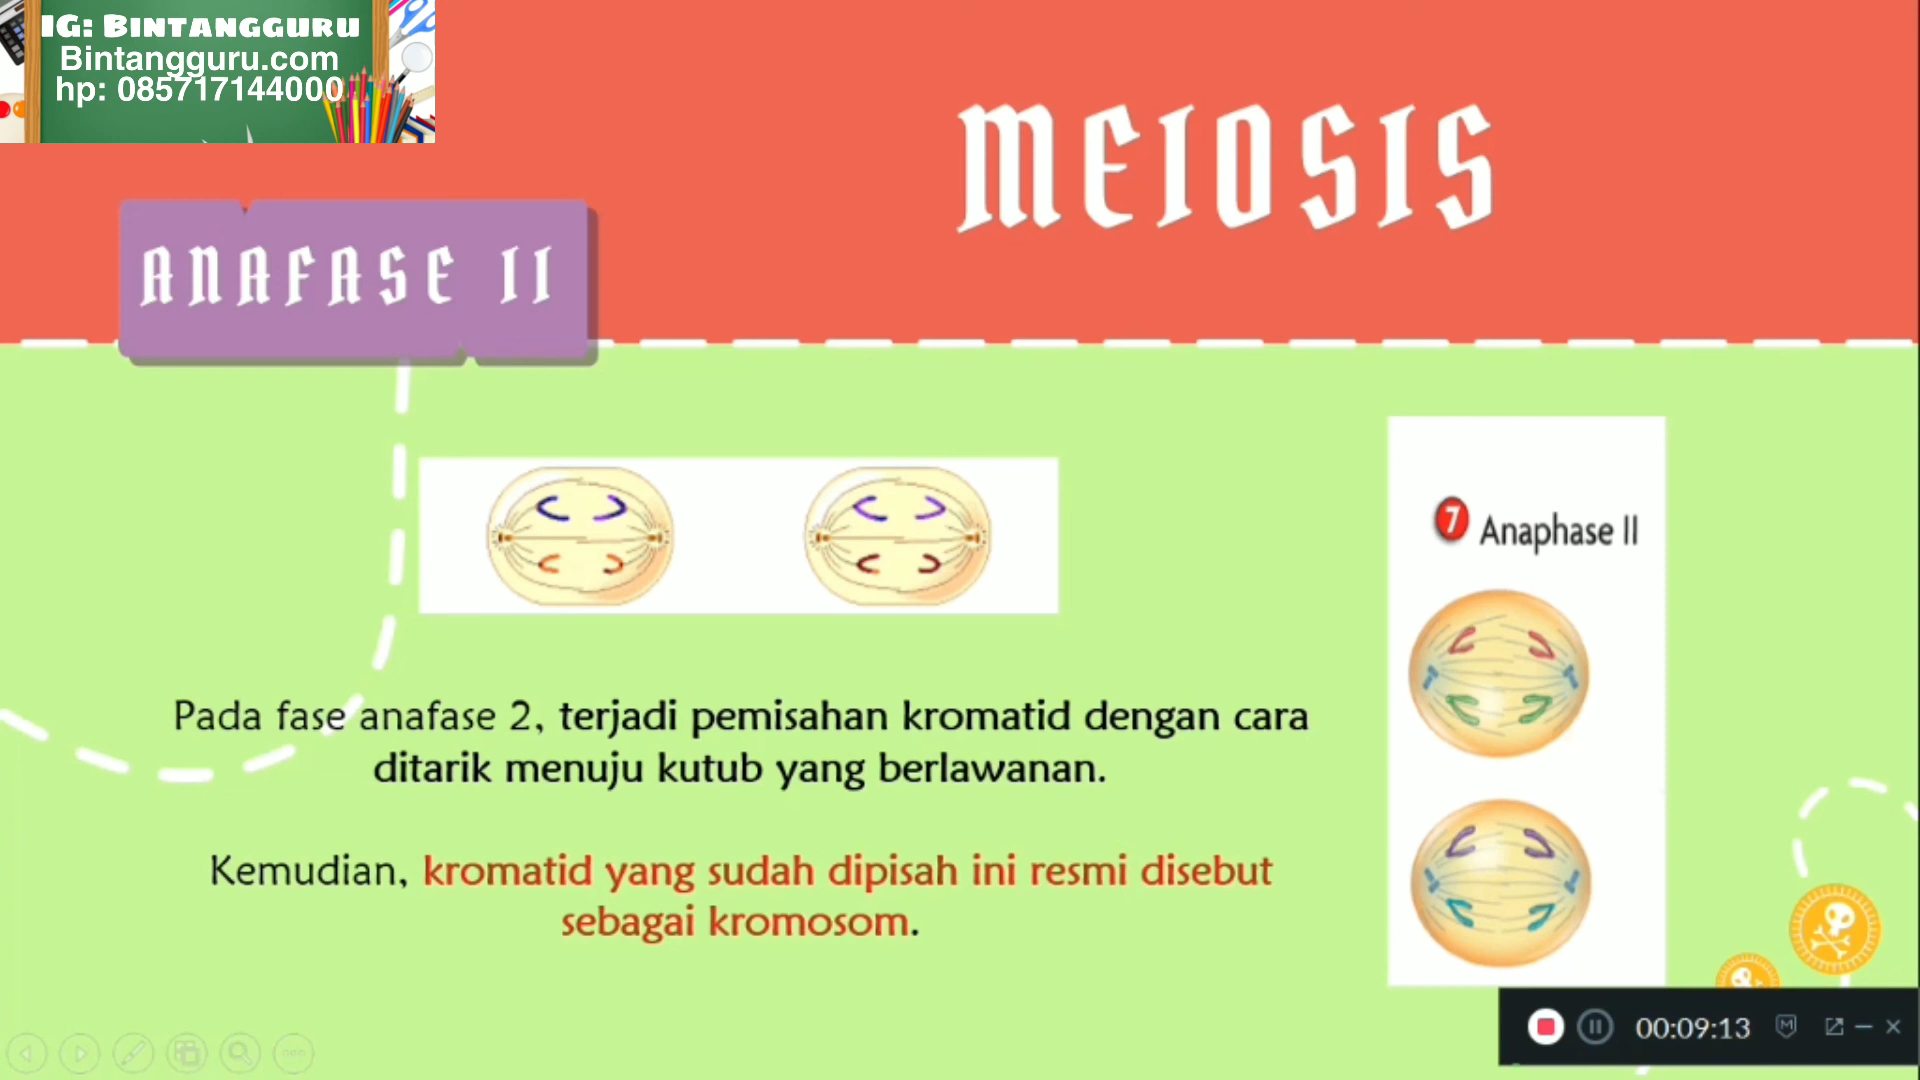 IG: BINTANGGURU
Bintangguru.com
hp: 085717144000
MEIOSIS
ANAFASE II
7 Anaphase II
Pada fase anafase 2, terjadi pemisahan kromatid dengan cara
ditarik menuju kutub yang berlawanan.
Kemudian, kromatid yang sudah dipisah ini resmi disebut
sebagai kromosom.
00:09:13